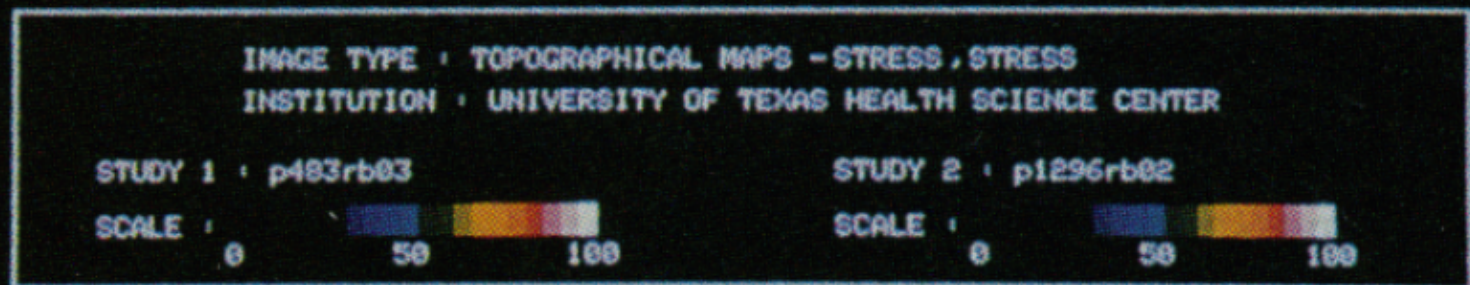 IMAGE TYPE : TOPOGRAPHICAL MAPS -STRESS,STRESS
INSTITUTION : UNIVERSITY OF TEXAS HEALTH SCIENCE CENTER
STUDY 1 : p483rb03 STUDY 2 : p1296rb02
SCALE : SCALE :
0 50 100 0 50 100